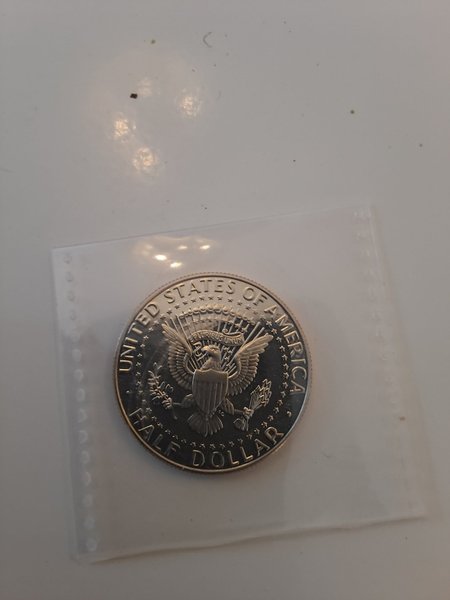 UNITED STATES OF AMERICA
HALF DOLLAR